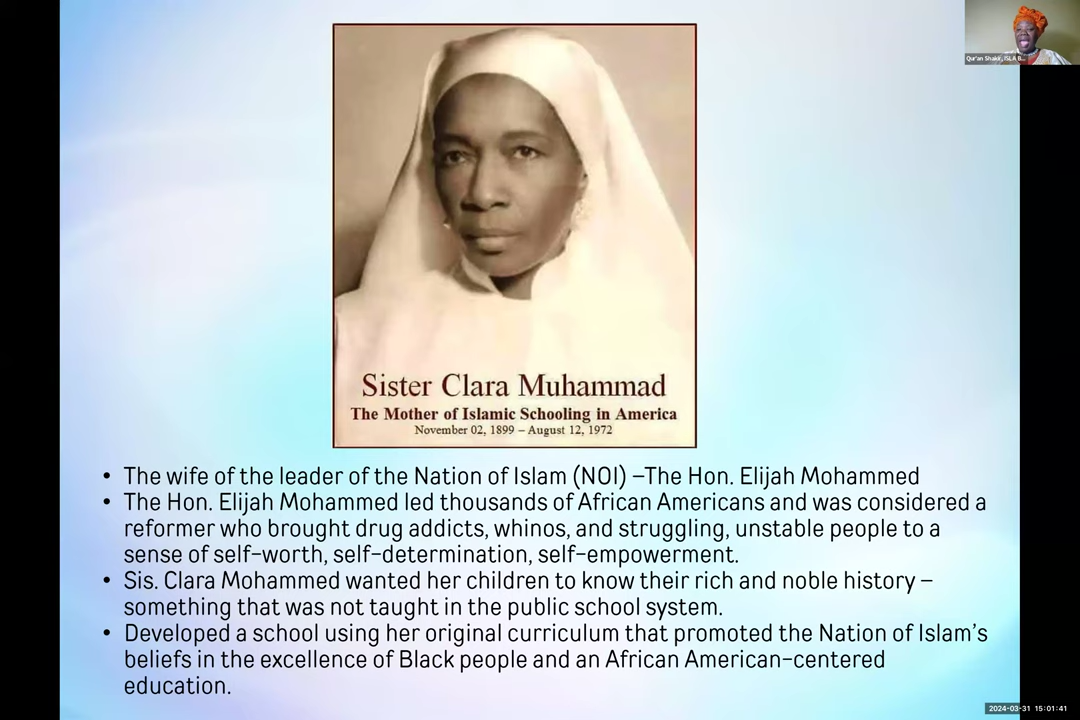 Qur'an Shakir, ISLA B...
Sister Clara Muhammad
The Mother of Islamic Schooling in America
November 02, 1899 – August 12, 1972
• The wife of the leader of the Nation of Islam (NOI) –The Hon. Elijah Mohammed
• The Hon. Elijah Mohammed led thousands of African Americans and was considered a
reformer who brought drug addicts, whinos, and struggling, unstable people to a
sense of self-worth, self-determination, self-empowerment.
• Sis. Clara Mohammed wanted her children to know their rich and noble history –
something that was not taught in the public school system.
• Developed a school using her original curriculum that promoted the Nation of Islam's
beliefs in the excellence of Black people and an African American-centered
education.
2024-03-31 15:01:41